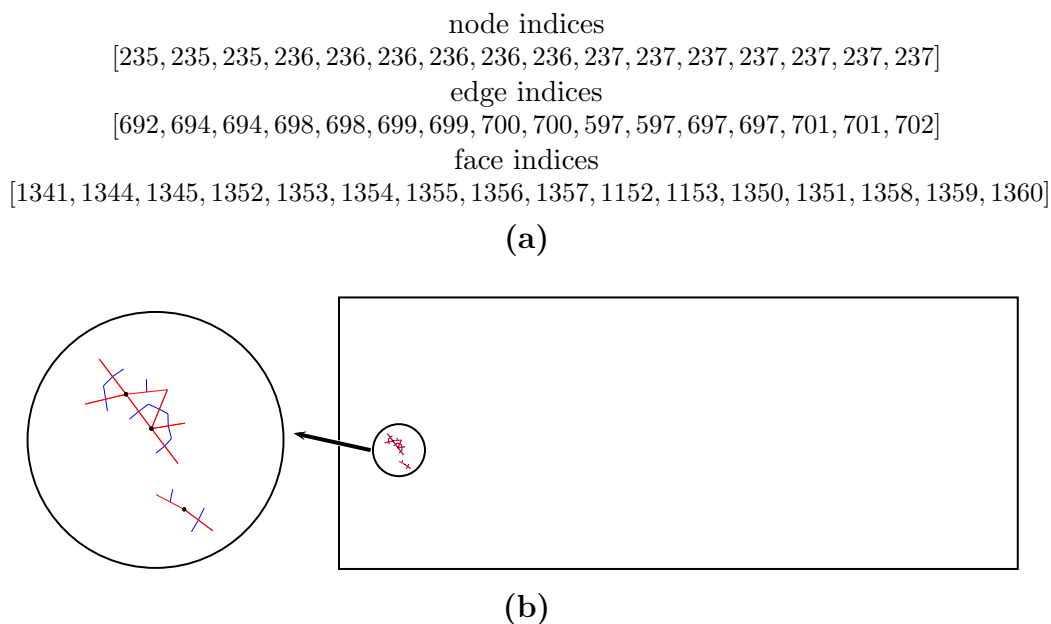 node indices
[235, 235, 235, 236, 236, 236, 236, 236, 236, 237, 237, 237, 237, 237, 237, 237]
edge indices
[692, 694, 694, 698, 698, 699, 699, 700, 700, 597, 597, 697, 697, 701, 701, 702]
face indices
[1341, 1344, 1345, 1352, 1353, 1354, 1355, 1356, 1357, 1152, 1153, 1350, 1351, 1358, 1359, 1360]
(a)
(b)